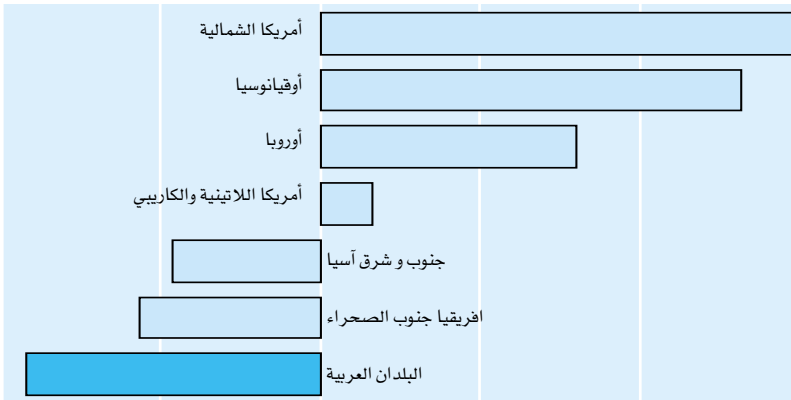 أمريكا الشمالية
أوقيانوسيا
أوروبا
أمريكا اللاتينية والكاريبي
جنوب و شرق آسيا
افريقيا جنوب الصحراء
البلدان العربية